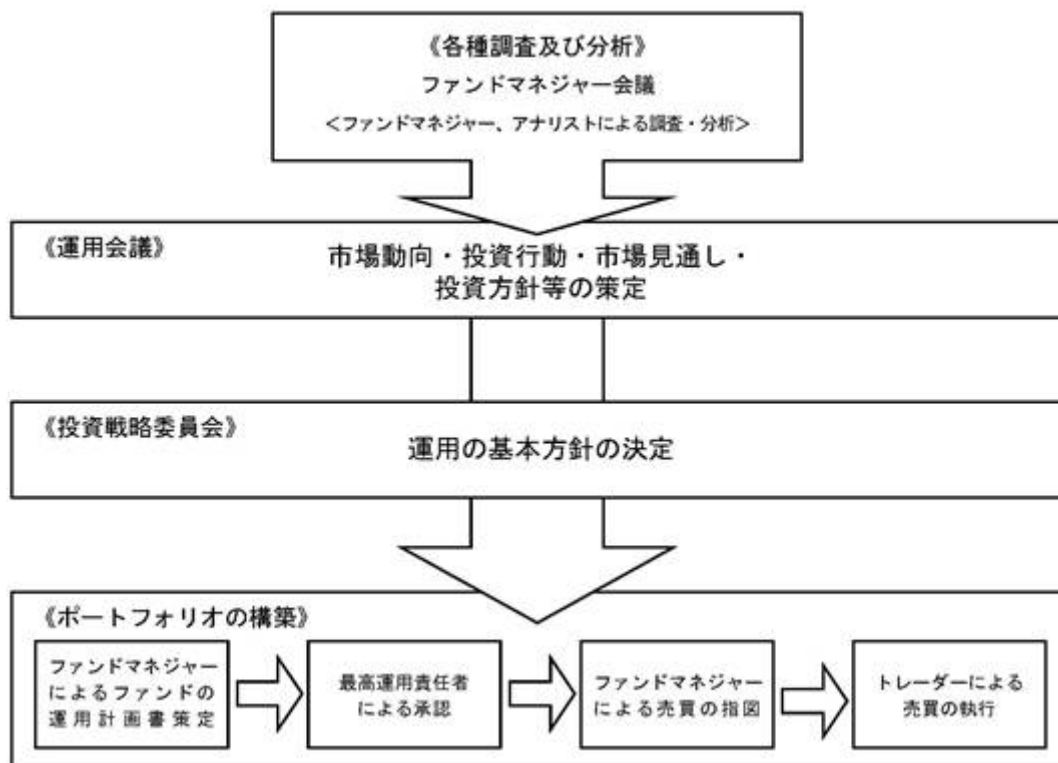 《各種調査及び分析》
ファンドマネジャー会議
<ファンドマネジャー、アナリストによる調査・分析>
《運用会議》
市場動向・投資行動・市場見通し・
投資方針等の策定
《投資戦略委員会》
運用の基本方針の決定
《ポートフォリオの構築》
ファンドマネジャー
によるファンドの
運用計画書策定
最高運用責任者
による承認
ファンドマネジャー
による売買の指図
トレーダーによる
売買の執行